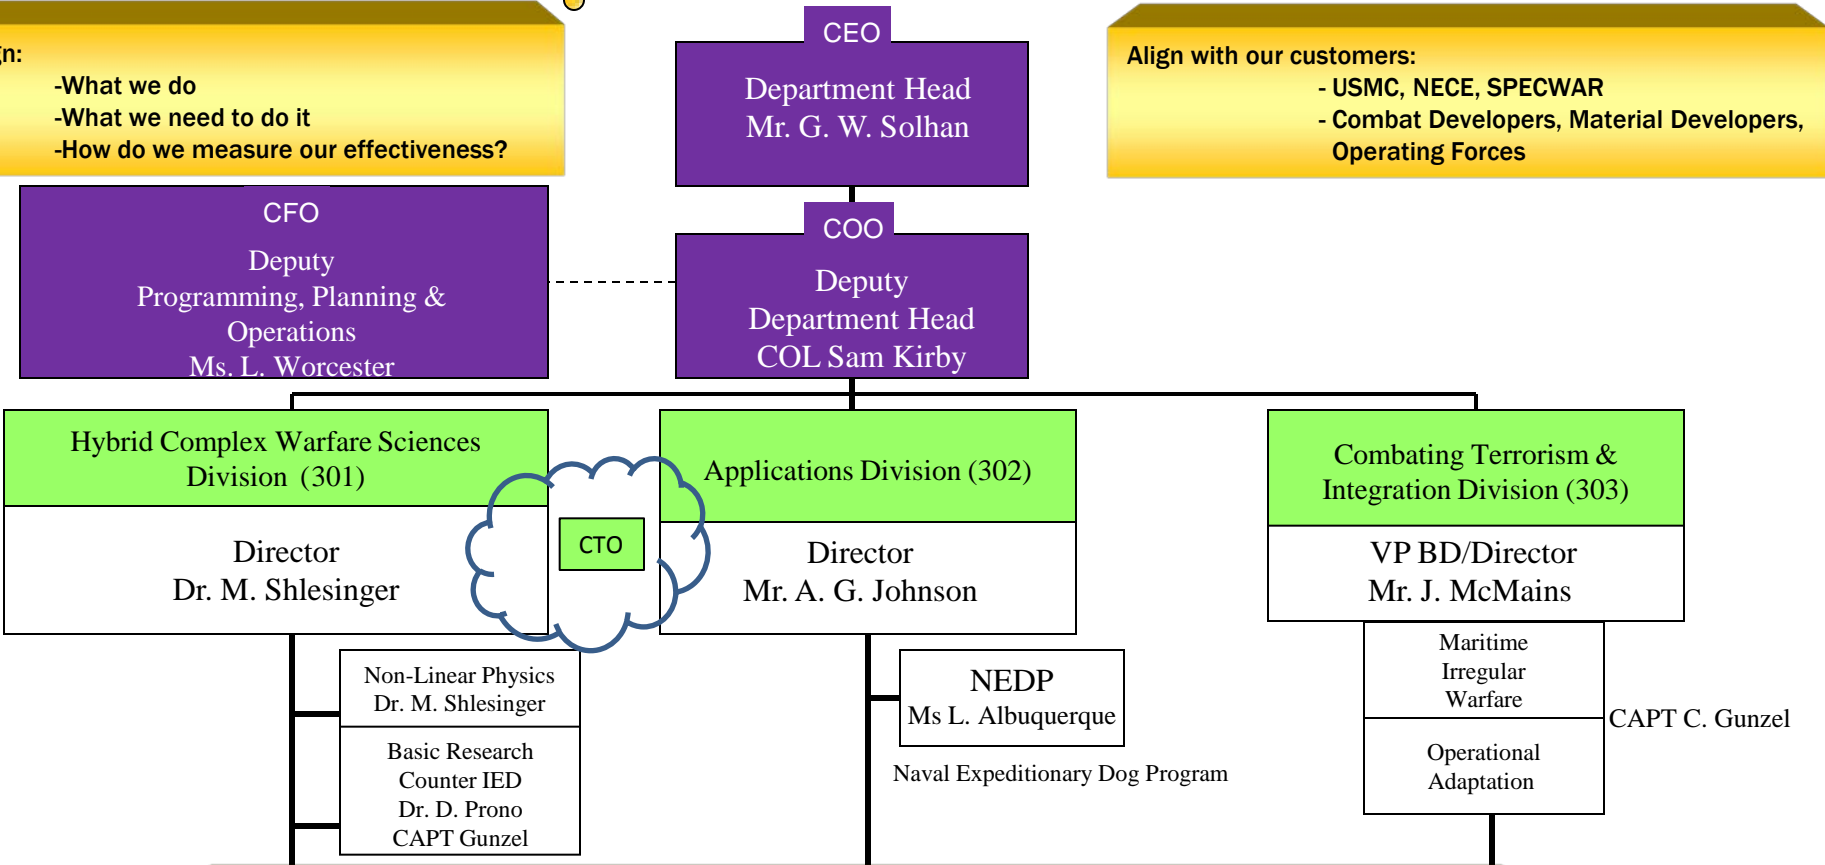 gn:
-What we do
-What we need to do it
-How do we measure our effectiveness?
CEO
Department Head
Mr. G. W. Solhan
Align with our customers:
- USMC, NECE, SPECWAR
- Combat Developers, Material Developers,
Operating Forces
CFO
Deputy
Programming, Planning &
Operations
Ms. L. Worcester
COO
Deputy
Department Head
COL Sam Kirby
Hybrid Complex Warfare Sciences
Division (301)
Director
Dr. M. Shlesinger
CTO
Applications Division (302)
Director
Mr. A. G. Johnson
Combating Terrorism &
Integration Division (303)
VP BD/Director
Mr. J. McMains
Non-Linear Physics
Dr. M. Shlesinger
Basic Research
Counter IED
Dr. D. Prono
CAPT Gunzel
NEDP
Ms L. Albuquerque
Naval Expeditionary Dog Program
Maritime
Irregular
Warfare
Operational
Adaptation
CAPT C. Gunzel